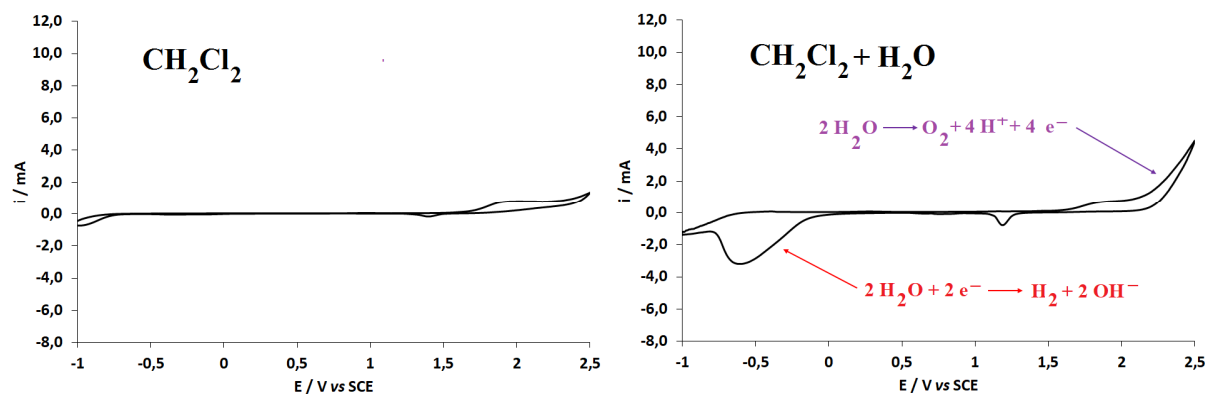 12,0
10,0
8,0
6,0
4,0
2,0
0,0
-2,0
-4,0
-6,0
-8,0
i / mA
CH2Cl2
-1 -0,5 0 0,5 1 1,5 2 2,5
E / V vs SCE
12,0
10,0
8,0
6,0
4,0
2,0
0,0
-2,0
-4,0
-6,0
-8,0
i / mA
CH2Cl2 + H2O
2 H2O → O2 + 4 H+ + 4 e−
2 H2O + 2 e− → H2 + 2 OH−
-1 -0,5 0 0,5 1 1,5 2 2,5
E / V vs SCE